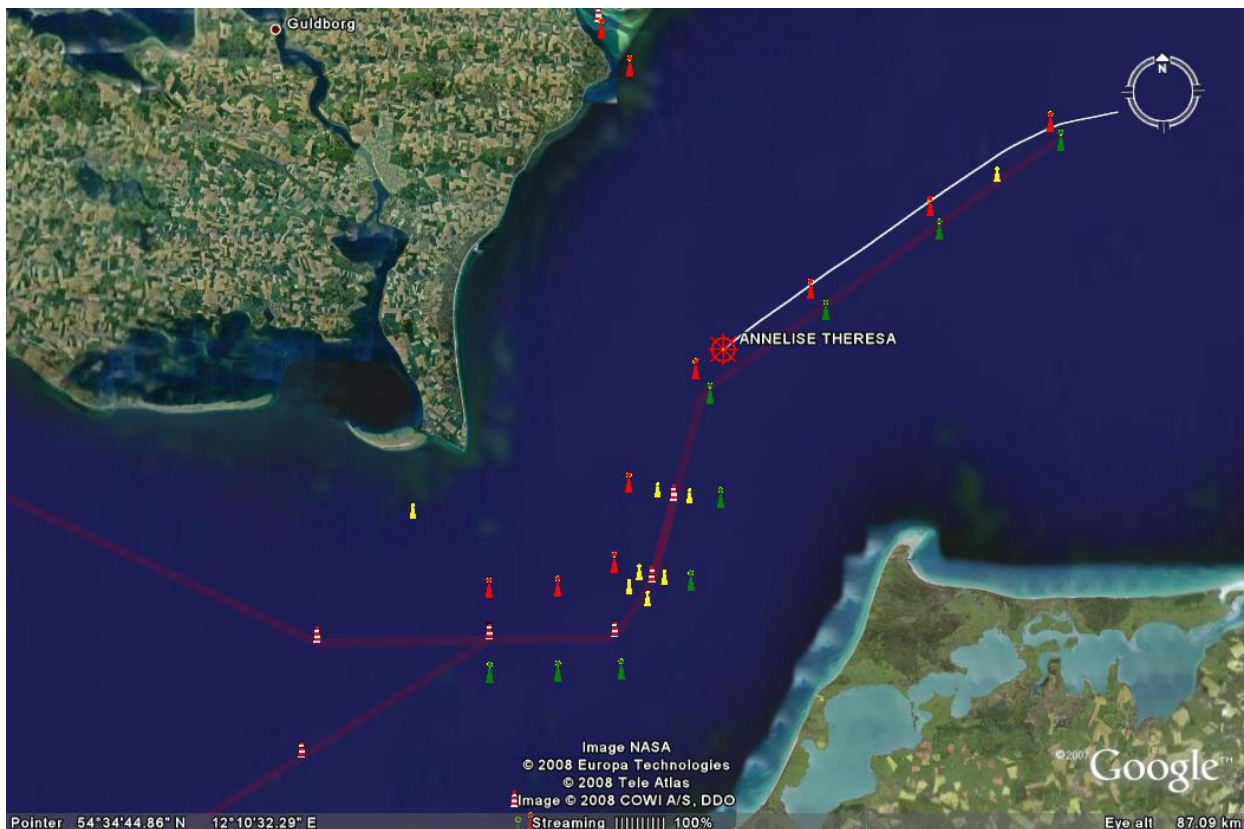 Guldborg
N
ANNELISE THERESA
Image NASA
© 2008 Europa Technologies
© 2008 Tele Atlas
Image © 2008 COWI A/S, DDO
©2007 Google™
Pointer 54°34'44.86" N 12°10'32.29" E Streaming |||||||||| 100% Eye alt 87.09 km